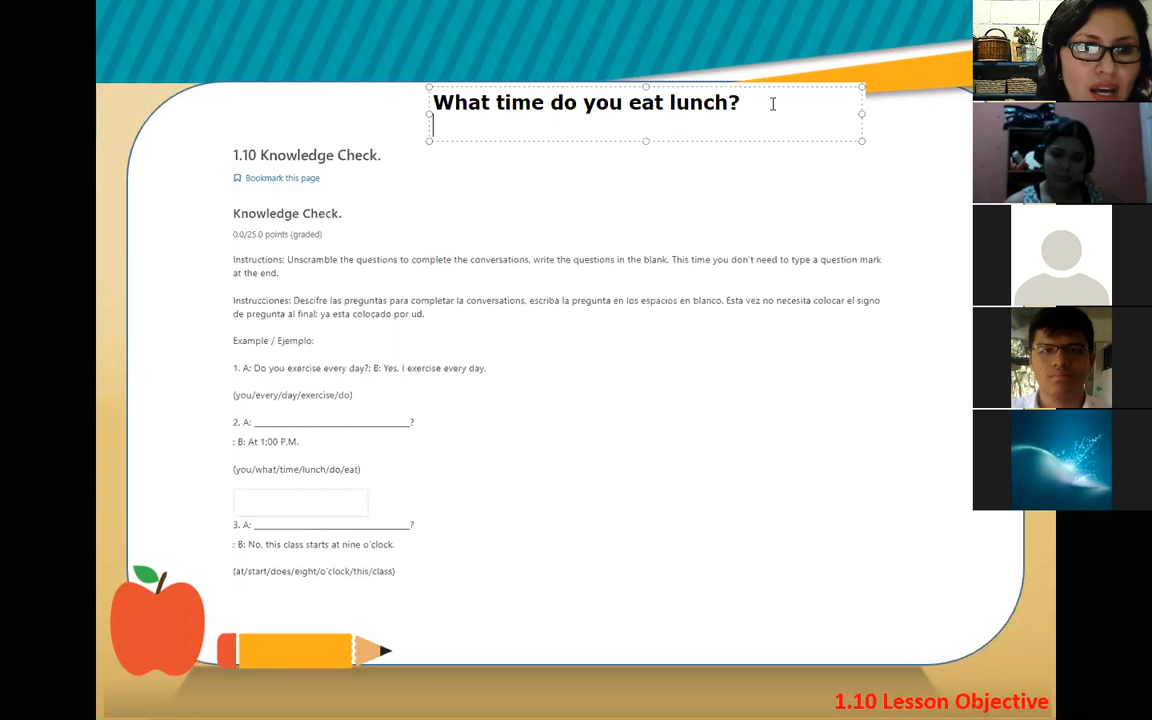 What time do you eat lunch?
1.10 Knowledge Check.
Bookmark this page
Knowledge Check.
0.0/25.0 points (graded)
Instructions: Unscramble the questions to complete the conversations, write the questions in the blank. This time you don't need to type a question mark
at the end.
Instrucciones: Descifre las preguntas para completar la conversations, escriba la pregunta en los espacios en blanco. Esta vez no necesita colocar el signo
de pregunta al final; ya esta colocado por ud.
Example / Ejemplo:
1. A: Do you exercise every day?: B: Yes, I exercise every day.
(you/every/day/exercise/do)
2. A: ______________________________?
: B: At 1:00 P.M.
(you/what/time/lunch/do/eat)
3. A: ______________________________?
: B: No, this class starts at nine o'clock.
(at/start/does/eight/o'clock/this/class)
1.10 Lesson Objective